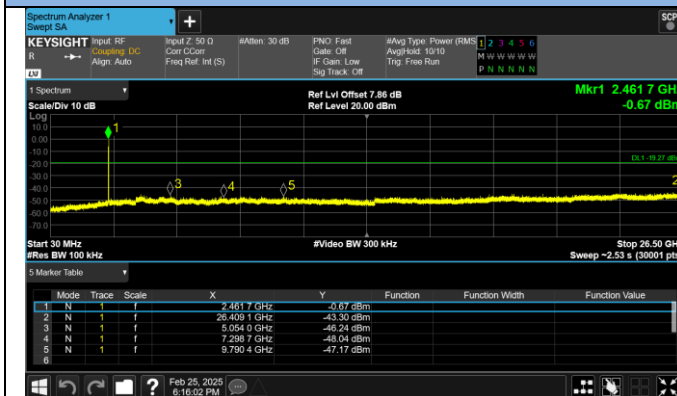 Spectrum Analyzer 1
Swept SA
SCP
KEYSIGHT Input: RF Input Z: 50 Ω #Atten: 30 dB PNO: Fast #Avg Type: Power (RMS 1 2 3 4 5 6
R Coupling: DC Corr CCorr Gate: Off Avg|Hold: 10/10 M W W W W W
Align: Auto Freq Ref: Int (S) IF Gain: Low Trig: Free Run
LXI Sig Track: Off P N N N N N
1 Spectrum Ref Lvl Offset 7.86 dB Mkr1 2.461 7 GH
Scale/Div 10 dB Ref Level 20.00 dBm -0.67 dBm
Log
10.0 1
0.00
-10.0
-20.0 DL1 -19.27 dB
-30.0
-40.0 3 4 5 2
-50.0
-60.0
-70.0
Start 30 MHz #Video BW 300 kHz Stop 26.50 GH
#Res BW 100 kHz Sweep ~2.53 s (30001 pts
5 Marker Table
Mode Trace Scale X Y Function Function Width Function Value
1 N 1 f 2.461 7 GHz -0.67 dBm
2 N 1 f 26.409 1 GHz -43.30 dBm
3 N 1 f 5.054 0 GHz -46.24 dBm
4 N 1 f 7.298 7 GHz -48.04 dBm
5 N 1 f 9.790 4 GHz -47.17 dBm
6
? Feb 25, 2025
6:16:02 PM